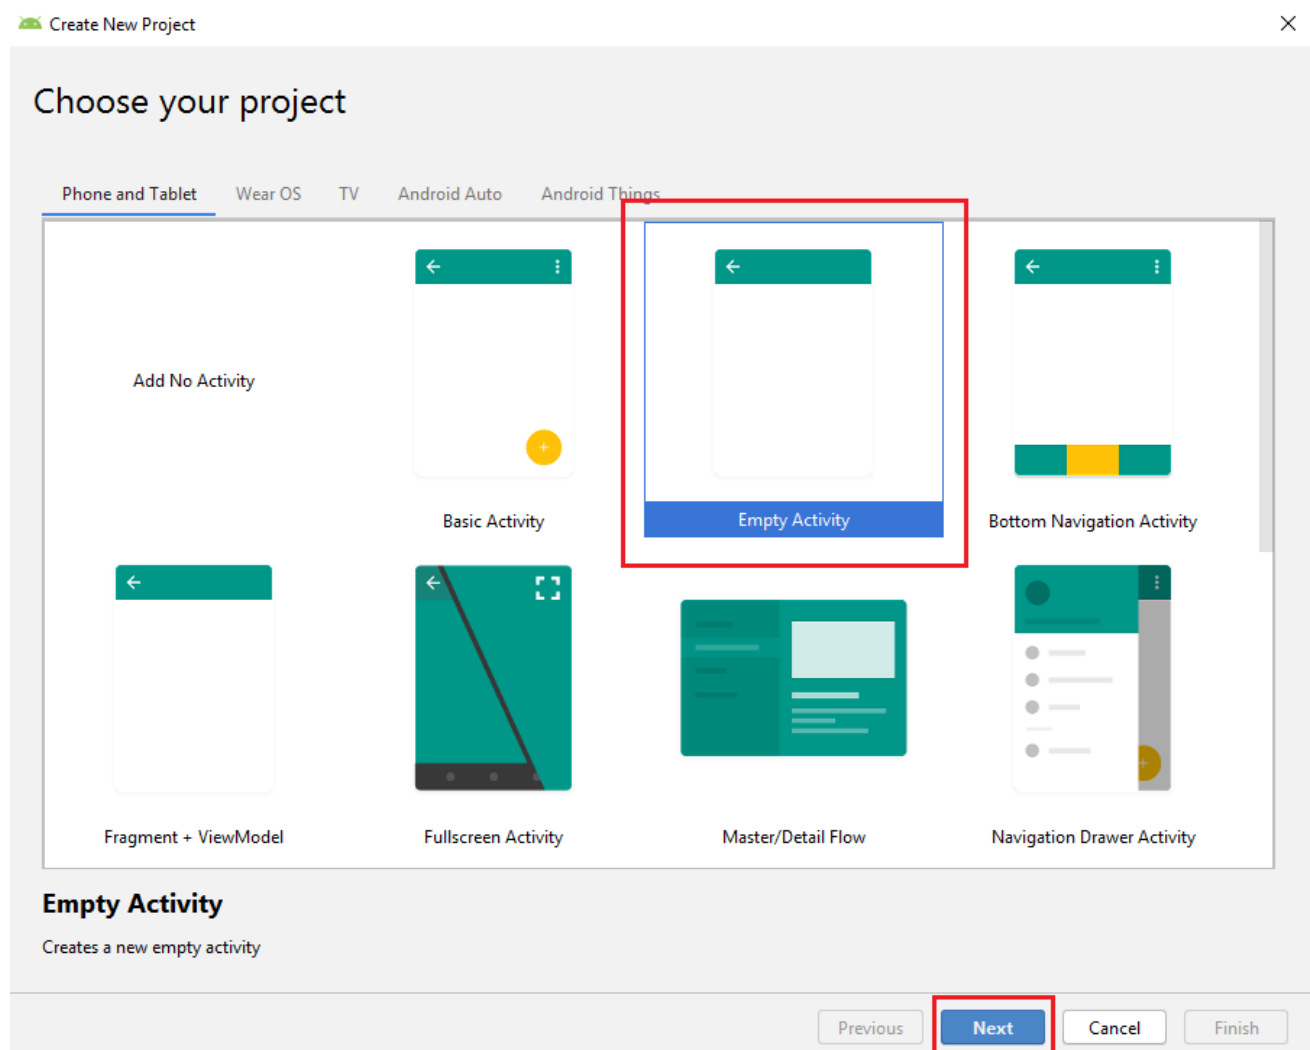 Create New Project
Choose your project
Phone and Tablet Wear OS TV Android Auto Android Things
Add No Activity
Basic Activity
Empty Activity
Bottom Navigation Activity
Fragment + ViewModel
Fullscreen Activity
Master/Detail Flow
Navigation Drawer Activity
Empty Activity
Creates a new empty activity
Previous Next Cancel Finish